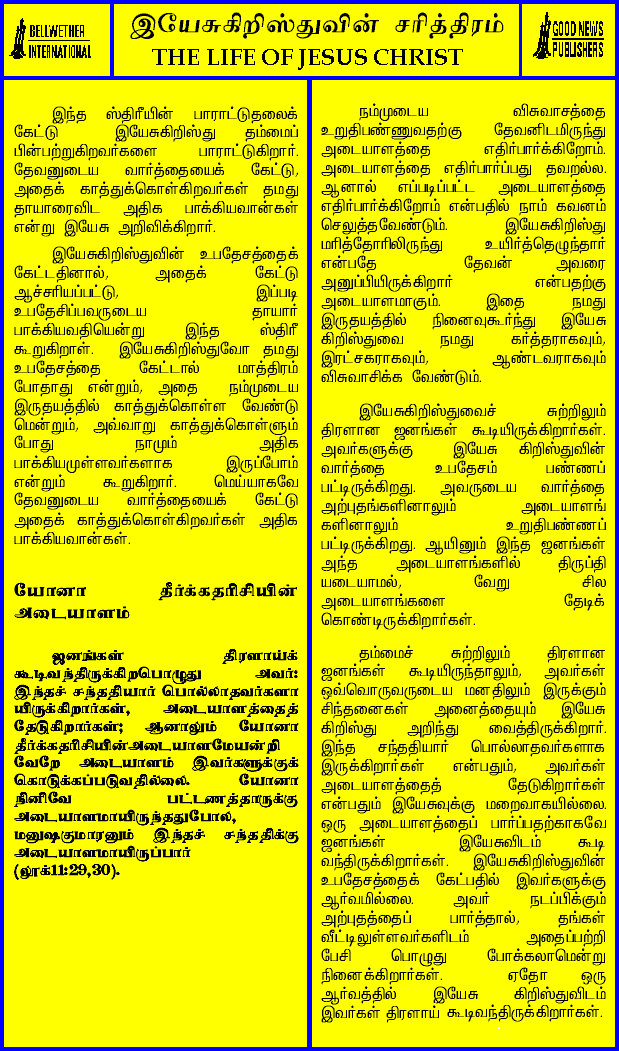 BELLWETHER
INTERNATIONAL
இயேசுகிறிஸ்துவின் சரித்திரம்
THE LIFE OF JESUS CHRIST
GOOD NEWS
PUBLISHERS
இந்த ஸ்திரீயின் பாராட்டுதலைக்
கேட்டு இயேசுகிறிஸ்து தம்மைப்
பின்பற்றுகிறவர்களை பாராட்டுகிறார்.
தேவனுடைய வார்த்தையைக் கேட்டு,
அதைக் காத்துக்கொள்கிறவர்கள் தமது
தாயாரைவிட அதிக பாக்கியவான்கள்
என்று இயேசு அறிவிக்கிறார்.
இயேசுகிறிஸ்துவின் உபதேசத்தைக்
கேட்டதினால், அதைக் கேட்டு
ஆச்சரியப்பட்டு, இப்படி
உபதேசிப்பவருடைய தாயார்
பாக்கியவதியென்று இந்த ஸ்திரீ
கூறுகிறாள். இயேசுகிறிஸ்துவோ தமது
உபதேசத்தை கேட்டால் மாத்திரம்
போதாது என்றும், அதை நம்முடைய
இருதயத்தில் காத்துக்கொள்ள வேண்டு
மென்றும், அவ்வாறு காத்துக்கொள்ளும்
போது நாமும் அதிக
பாக்கியமுள்ளவர்களாக இருப்போம்
என்றும் கூறுகிறார். மெய்யாகவே
தேவனுடைய வார்த்தையைக் கேட்டு
அதைக் காத்துக்கொள்கிறவர்கள் அதிக
பாக்கியவான்கள்.
யோனா தீர்க்கதரிசியின்
அடையாளம்
ஜனங்கள் திரளாய்க்
கூடிவந்திருக்கிறபொழுது அவர்:
இந்தச் சந்ததியார் பொல்லாதவர்களா
யிருக்கிறார்கள், அடையாளத்தைத்
தேடுகிறார்கள்; ஆனாலும் யோனா
தீர்க்கதரிசியின்அடையாளமேயன்றி
வேறே அடையாளம் இவர்களுக்குக்
கொடுக்கப்படுவதில்லை. யோனா
நினிவே பட்டணத்தாருக்கு
அடையாளமாயிருந்ததுபோல்,
மனுஷகுமாரனும் இந்தச் சந்ததிக்கு
அடையாளமாயிருப்பார்
(லூக்11:29,30).
நம்முடைய விசுவாசத்தை
உறுதிபண்ணுவதற்கு தேவனிடமிருந்து
அடையாளத்தை எதிர்பார்க்கிறோம்.
அடையாளத்தை எதிர்பார்ப்பது தவறல்ல.
ஆனால் எப்படிப்பட்ட அடையாளத்தை
எதிர்பார்க்கிறோம் என்பதில் நாம் கவனம்
செலுத்தவேண்டும். இயேசுகிறிஸ்து
மரித்தோரிலிருந்து உயிர்த்தெழுந்தார்
என்பதே தேவன் அவரை
அனுப்பியிருக்கிறார் என்பதற்கு
அடையாளமாகும். இதை நமது
இருதயத்தில் நினைவுகூர்ந்து இயேசு
கிறிஸ்துவை நமது கர்த்தராகவும்,
இரட்சகராகவும், ஆண்டவராகவும்
விசுவாசிக்க வேண்டும்.
இயேசுகிறிஸ்துவைச் சுற்றிலும்
திரளான ஜனங்கள் கூடியிருக்கிறார்கள்.
அவர்களுக்கு இயேசு கிறிஸ்துவின்
வார்த்தை உபதேசம் பண்ணப்
பட்டிருக்கிறது. அவருடைய வார்த்தை
அற்புதங்களினாலும் அடையாளங்
களினாலும் உறுதிபண்ணப்
பட்டிருக்கிறது. ஆயினும் இந்த ஜனங்கள்
அந்த அடையாளங்களில் திருப்தி
யடையாமல், வேறு சில
அடையாளங்களை தேடிக்
கொண்டிருக்கிறார்கள்.
தம்மைச் சுற்றிலும் திரளான
ஜனங்கள் கூடியிருந்தாலும், அவர்கள்
ஒவ்வொருவருடைய மனதிலும் இருக்கும்
சிந்தனைகள் அனைத்தையும் இயேசு
கிறிஸ்து அறிந்து வைத்திருக்கிறார்.
இந்த சந்ததியார் பொல்லாதவர்களாக
இருக்கிறார்கள் என்பதும், அவர்கள்
அடையாளத்தைத் தேடுகிறார்கள்
என்பதும் இயேசுவுக்கு மறைவாகயில்லை.
ஒரு அடையாளத்தைப் பார்ப்பதற்காகவே
ஜனங்கள் இயேசுவிடம் கூடி
வந்திருக்கிறார்கள். இயேசுகிறிஸ்துவின்
உபதேசத்தைக் கேட்பதில் இவர்களுக்கு
ஆர்வமில்லை. அவர் நடப்பிக்கும்
அற்புதத்தைப் பார்த்தால், தங்கள்
வீட்டிலுள்ளவர்களிடம் அதைப்பற்றி
பேசி பொழுது போக்கலாமென்று
நினைக்கிறார்கள். ஏதோ ஒரு
ஆர்வத்தில் இயேசு கிறிஸ்துவிடம்
இவர்கள் திரளாய் கூடிவந்திருக்கிறார்கள்.